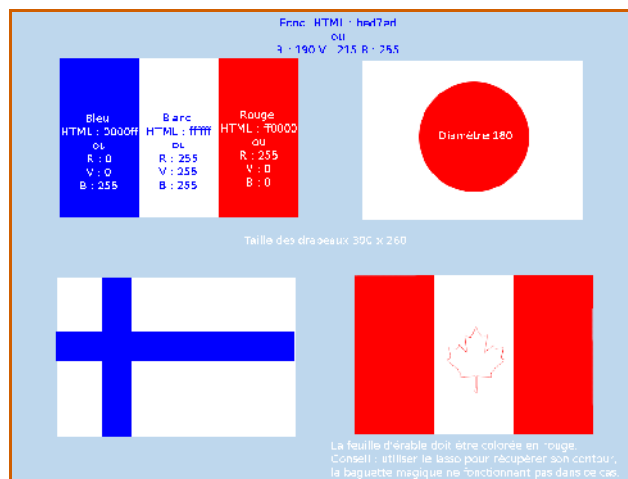 Fond HTML : bed7ed
ou
R : 190 V : 215 B : 255
Bleu
HTML : 0000ff
ou
R : 0
V : 0
B : 255
Blanc
HTML : ffffff
ou
R : 255
V : 255
B : 255
Rouge
HTML : ff0000
ou
R : 255
V : 0
B : 0
Diamètre 180
Taille des drapeaux 300 x 260
La feuille d'érable doit être colorée en rouge.
Conseil : utiliser le lasso pour récupérer son contour,
la baguette magique ne fonctionnant pas dans ce cas.